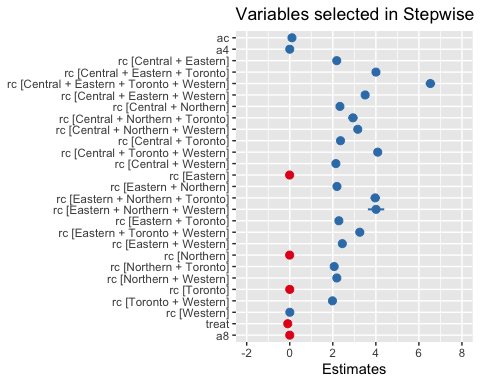 Variables selected in Stepwise
ac
a4
rc [Central + Eastern]
rc [Central + Eastern + Toronto]
rc [Central + Eastern + Toronto + Western]
rc [Central + Eastern + Western]
rc [Central + Northern]
rc [Central + Northern + Toronto]
rc [Central + Northern + Western]
rc [Central + Toronto]
rc [Central + Toronto + Western]
rc [Central + Western]
rc [Eastern]
rc [Eastern + Northern]
rc [Eastern + Northern + Toronto]
rc [Eastern + Northern + Western]
rc [Eastern + Toronto]
rc [Eastern + Toronto + Western]
rc [Eastern + Western]
rc [Northern]
rc [Northern + Toronto]
rc [Northern + Western]
rc [Toronto]
rc [Toronto + Western]
rc [Western]
treat
a8
-2 0 2 4 6 8
Estimates